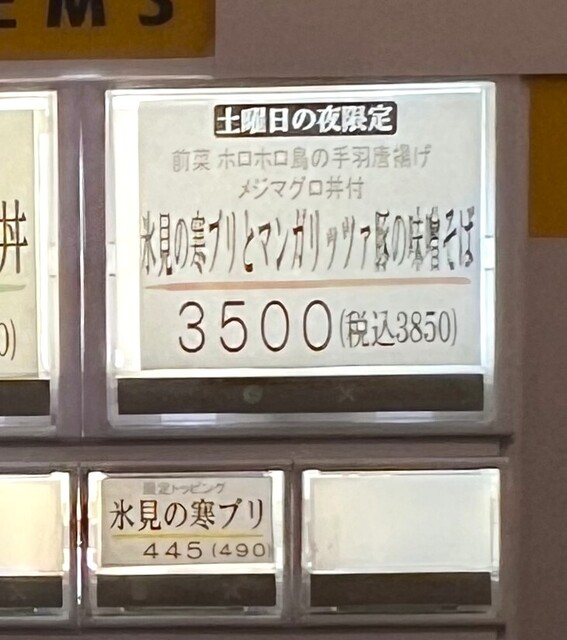 EMS
丼
0)
土曜日の夜限定
前菜 ホロホロ鳥の手羽唐揚げ
メジマグロ丼付
氷見の寒ブリとマンガリッツァ豚の味噌そば
3500(税込3850)
限定トッピング
氷見の寒ブリ
445(490)